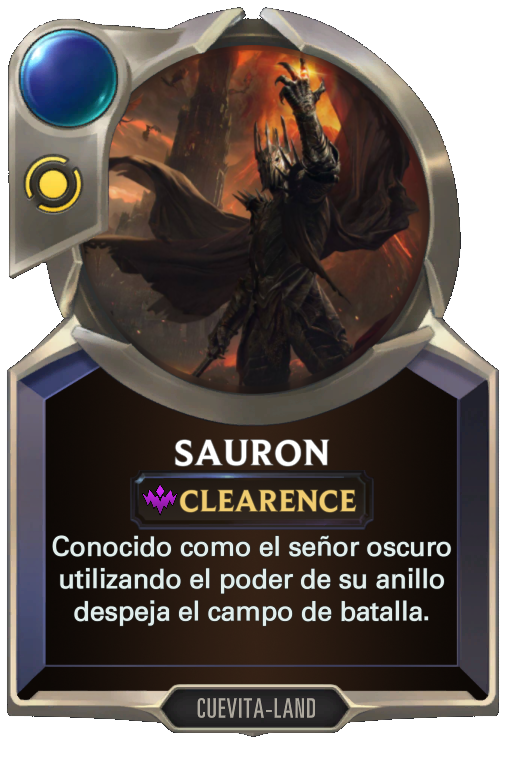 SAURON
CLEARENCE
Conocido como el señor oscuro
utilizando el poder de su anillo
despeja el campo de batalla.
CUEVITA-LAND